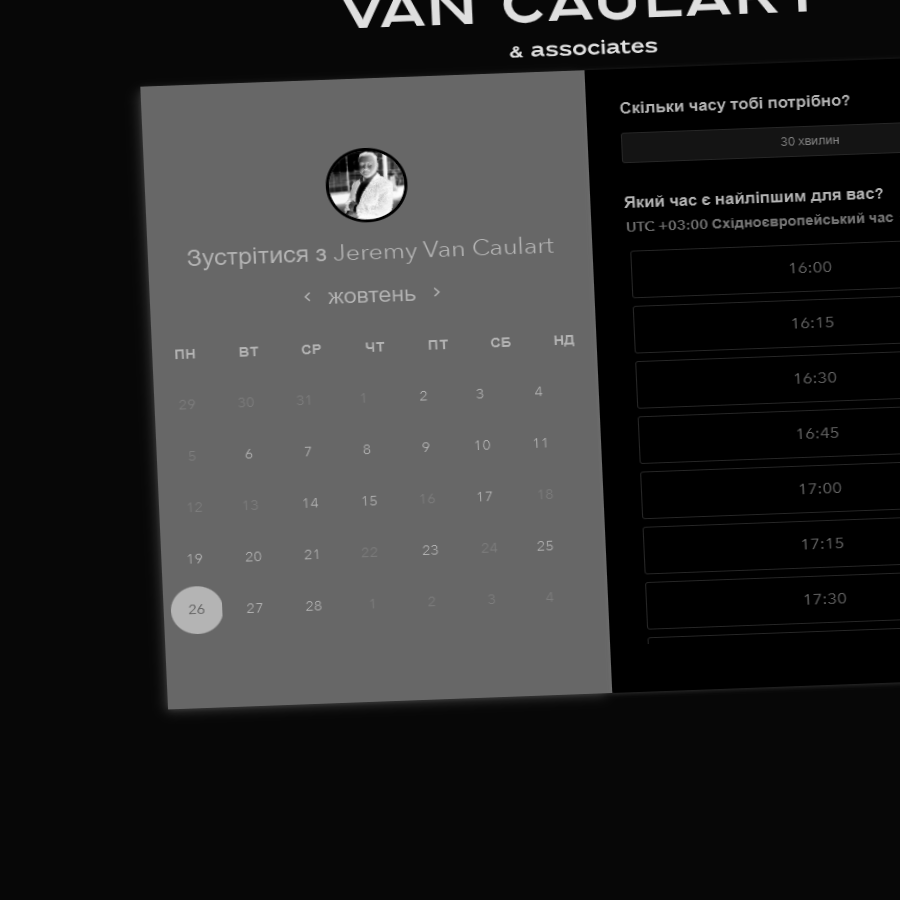 VAN CAULART
& associates
Зустрітися з Jeremy Van Caulart
‹ жовтень ›
ПН ВТ СР ЧТ ПТ СБ НД
29 30 31 1 2 3 4
5 6 7 8 9 10 11
12 13 14 15 16 17 18
19 20 21 22 23 24 25
26 27 28 1 2 3 4
Скільки часу тобі потрібно?
30 хвилин
Який час є найліпшим для вас?
UTC +03:00 Східноєвропейський час
16:00
16:15
16:30
16:45
17:00
17:15
17:30